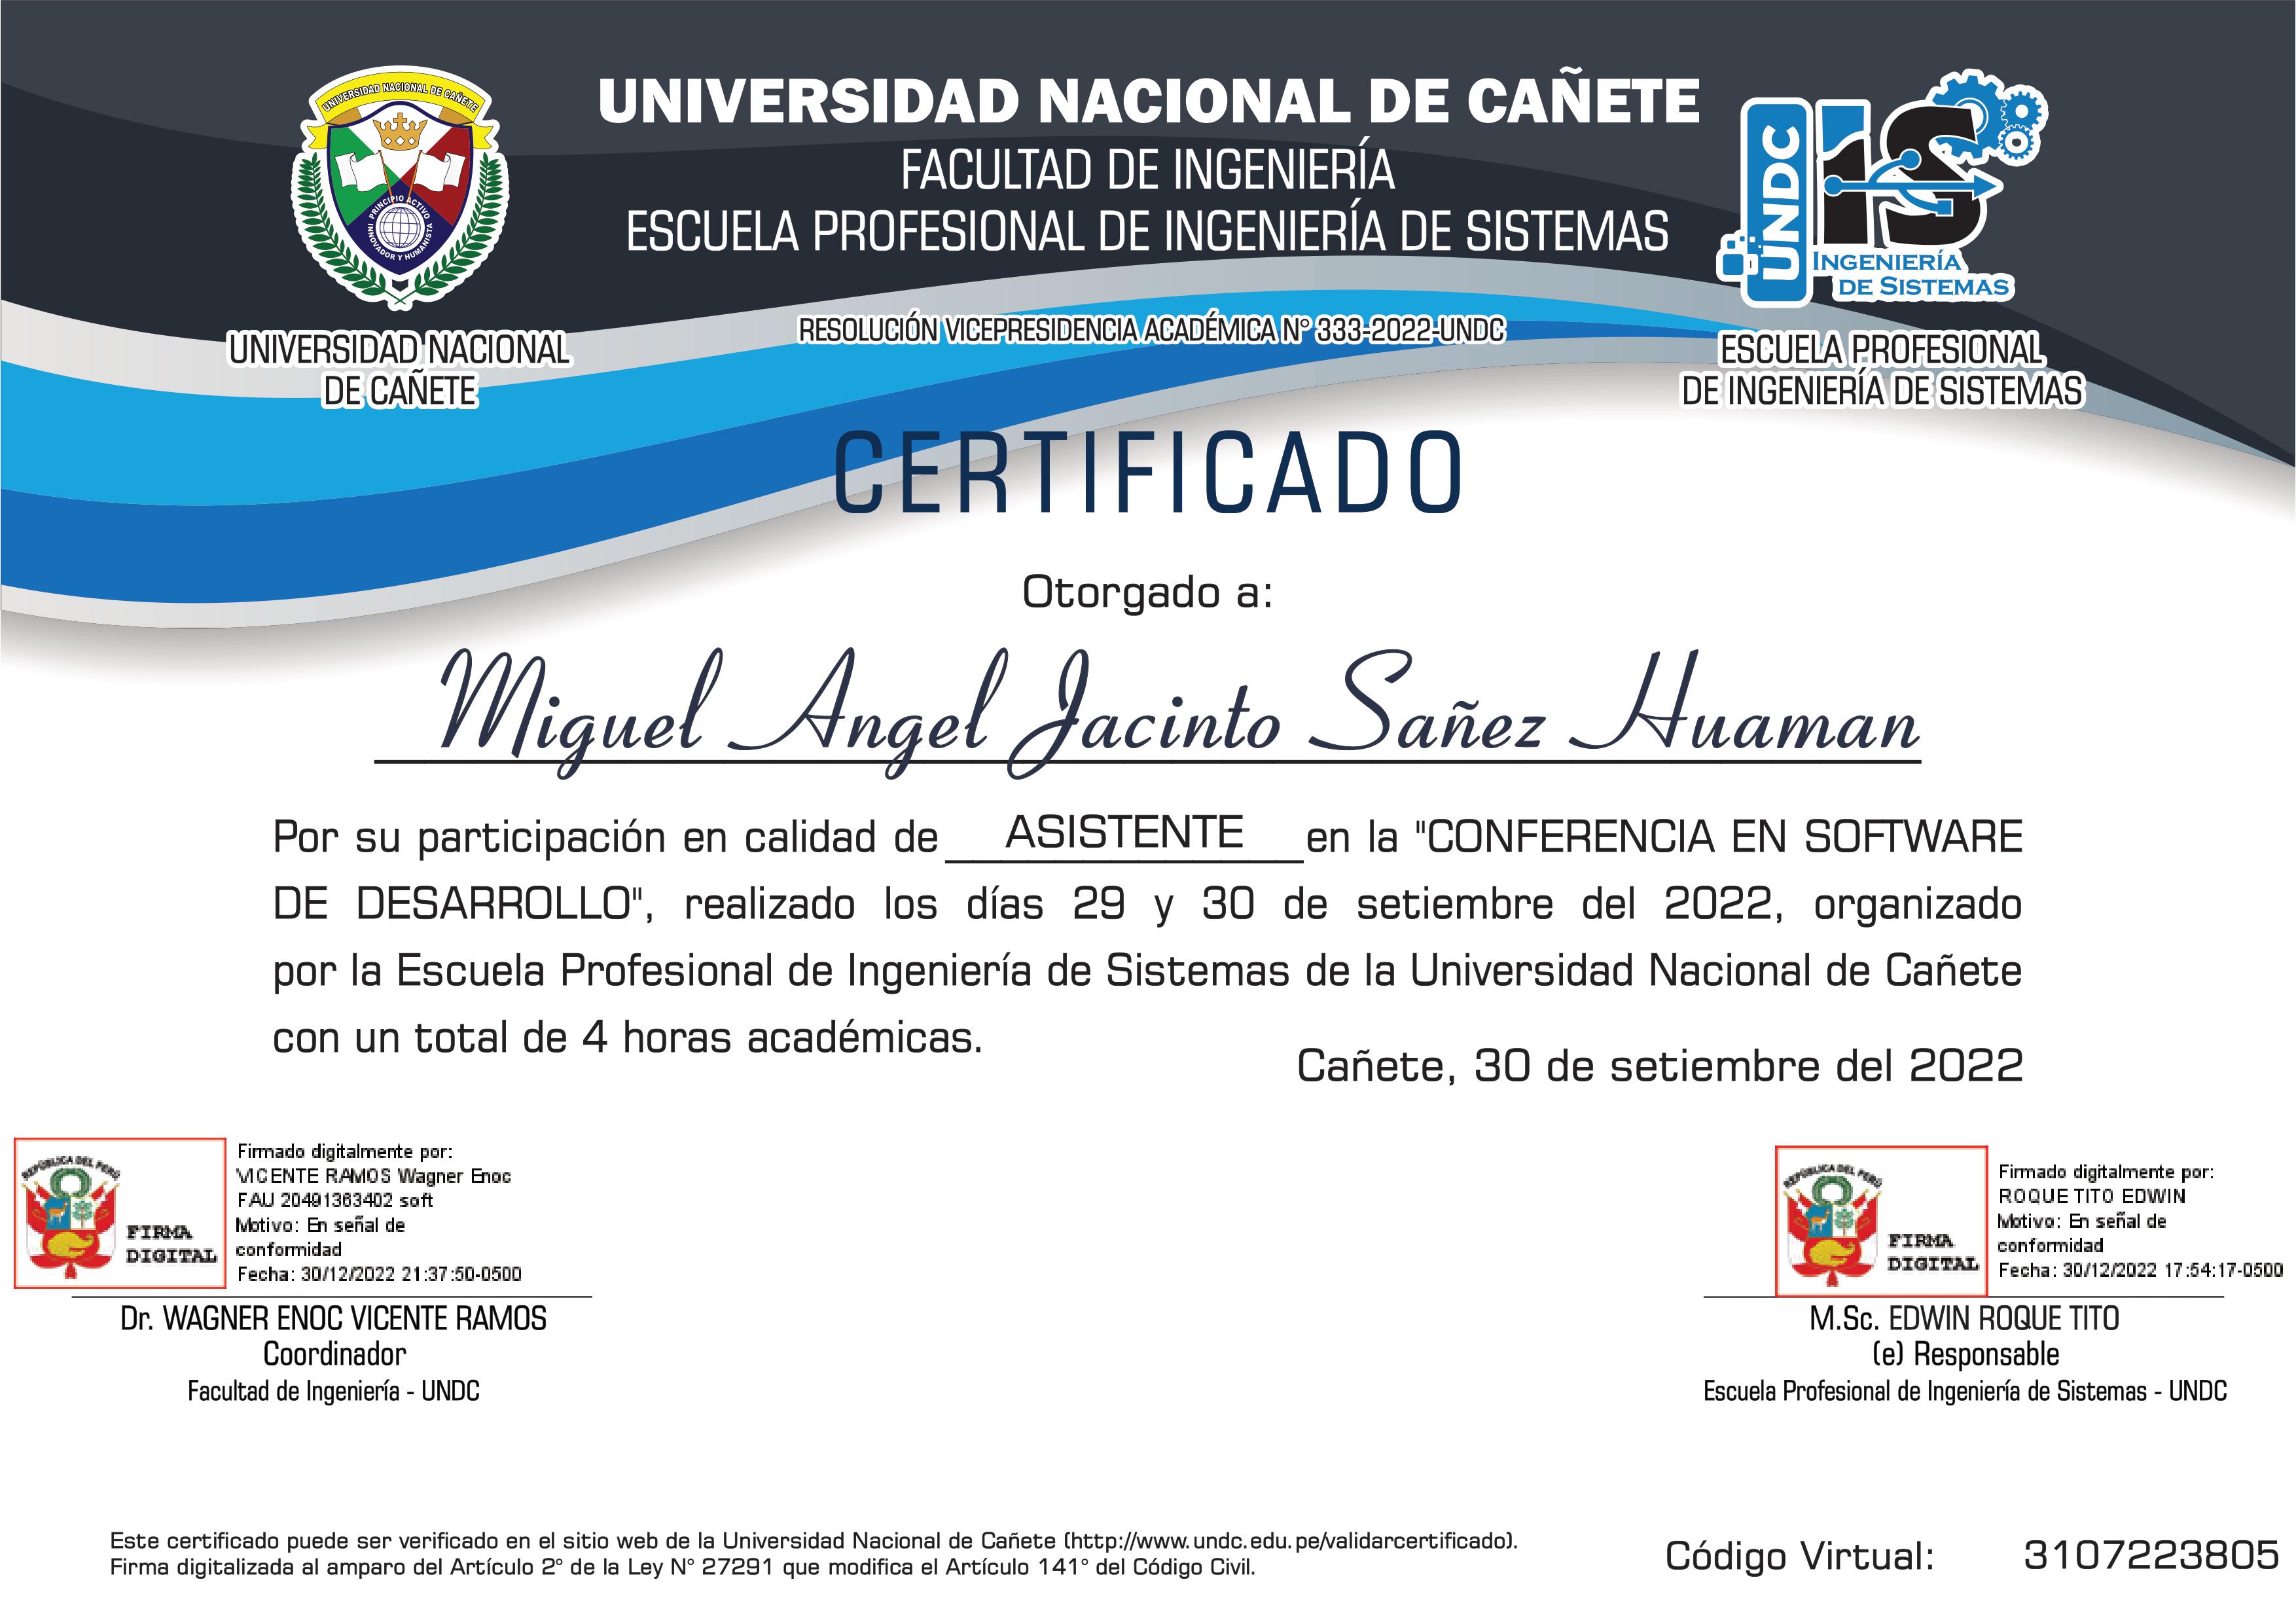 UNIVERSIDAD NACIONAL DE CAÑETE
UNIVERSIDAD NACIONAL DE CAÑETE
FACULTAD DE INGENIERÍA
ESCUELA PROFESIONAL DE INGENIERÍA DE SISTEMAS
PRINCIPIO ACTIVO
INNOVADOR Y HUMANISTA
UNDC
IS
INGENIERÍA
DE SISTEMAS
UNIVERSIDAD NACIONAL
DE CAÑETE
RESOLUCIÓN VICEPRESIDENCIA ACADÉMICA N° 333-2022-UNDC
ESCUELA PROFESIONAL
DE INGENIERÍA DE SISTEMAS
CERTIFICADO
Otorgado a:
Miguel Angel Jacinto Sañez Huaman
Por su participación en calidad de ASISTENTE en la "CONFERENCIA EN SOFTWARE
DE DESARROLLO", realizado los días 29 y 30 de setiembre del 2022, organizado
por la Escuela Profesional de Ingeniería de Sistemas de la Universidad Nacional de Cañete
con un total de 4 horas académicas.
Cañete, 30 de setiembre del 2022
REPÚBLICA DEL PERÚ
FIRMA
DIGITAL
Firmado digitalmente por:
VICENTE RAMOS Wagner Enoc
FAU 20491363402 soft
Motivo: En señal de
conformidad
Fecha: 30/12/2022 21:37:50-0500
Dr. WAGNER ENOC VICENTE RAMOS
Coordinador
Facultad de Ingeniería - UNDC
REPÚBLICA DEL PERÚ
FIRMA
DIGITAL
Firmado digitalmente por:
ROQUE TITO EDWIN
Motivo: En señal de
conformidad
Fecha: 30/12/2022 17:54:17-0500
M.Sc. EDWIN ROQUE TITO
(e) Responsable
Escuela Profesional de Ingeniería de Sistemas - UNDC
Este certificado puede ser verificado en el sitio web de la Universidad Nacional de Cañete (http://www.undc.edu.pe/validarcertificado).
Firma digitalizada al amparo del Artículo 2° de la Ley N° 27291 que modifica el Artículo 141° del Código Civil.
Código Virtual: 3107223805